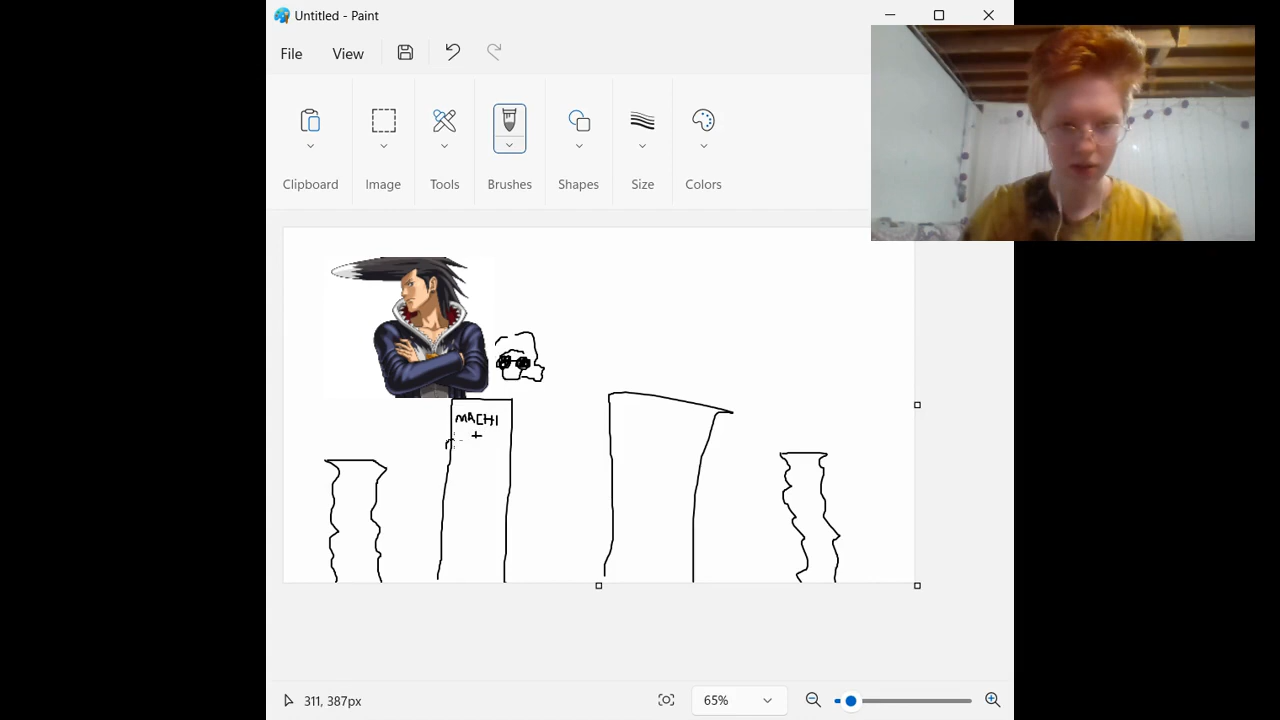 Untitled - Paint
File View
Clipboard Image Tools Brushes Shapes Size Colors
MACHI
+
311, 387px
65%